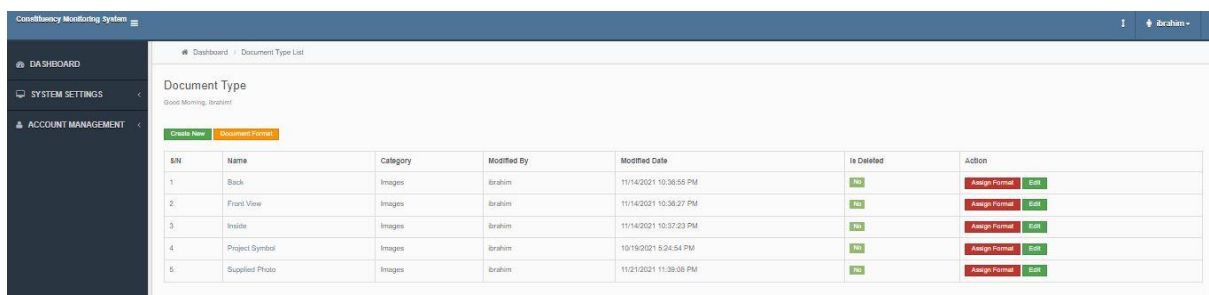 Constituency Monitoring System
ibrahim
Dashboard / Document Type List
DASHBOARD
SYSTEM SETTINGS
ACCOUNT MANAGEMENT
Document Type
Good Morning, Ibrahim!
Create New Document Format
S/N Name Category Modified By Modified Date Is Deleted Action
1 Back Images ibrahim 11/14/2021 10:38:55 PM No Assign Format Edit
2 Front View Images ibrahim 11/14/2021 10:36:27 PM No Assign Format Edit
3 Inside Images ibrahim 11/14/2021 10:37:23 PM No Assign Format Edit
4 Project Symbol Images ibrahim 10/19/2021 5:24:54 PM No Assign Format Edit
5 Supplied Photo Images ibrahim 11/21/2021 11:39:08 PM No Assign Format Edit